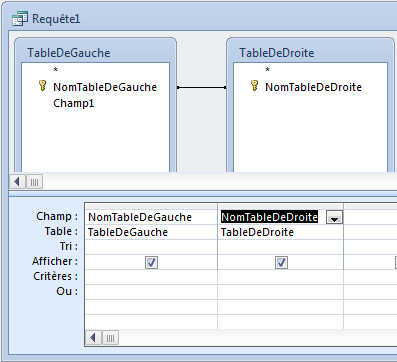 Requête1
TableDeGauche
*
NomTableDeGauche
Champ1
TableDeDroite
*
NomTableDeDroite
Champ : NomTableDeGauche NomTableDeDroite
Table : TableDeGauche TableDeDroite
Tri :
Afficher :
Critères :
Ou :